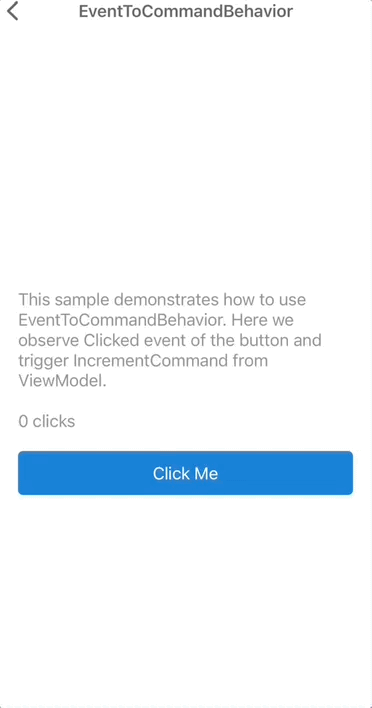 EventToCommandBehavior
This sample demonstrates how to use
EventToCommandBehavior. Here we
observe Clicked event of the button and
trigger IncrementCommand from
ViewModel.
0 clicks
Click Me